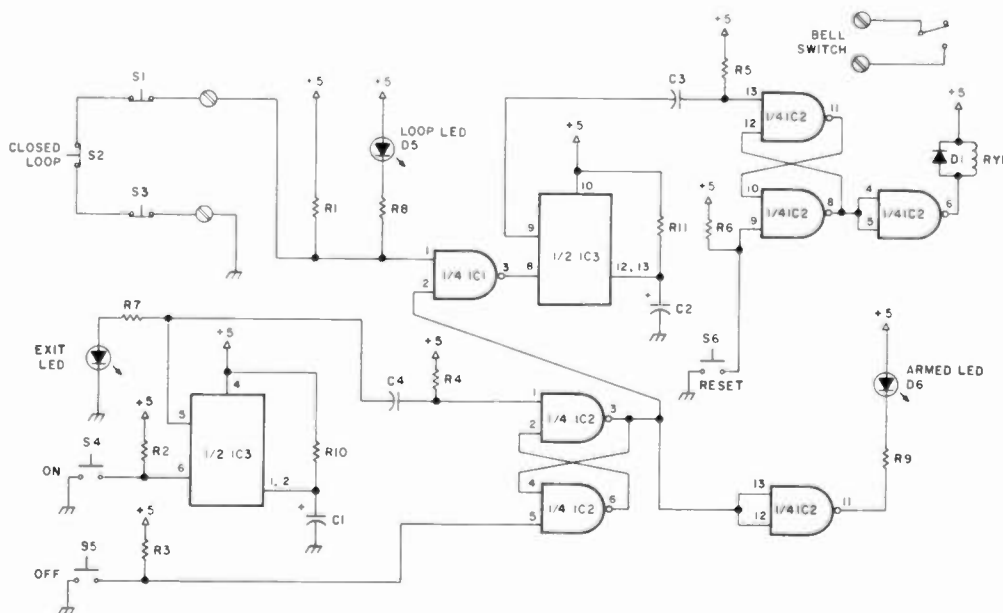 BELL
SWITCH
+5
R5
C3
13
12
1/4 IC2
11
+5
D1
RY1
S1
CLOSED
LOOP
S2
S3
+5
+5
LOOP LED
D5
R1
R8
+5
10
9
8
1/2 IC3
12, 13
R11
C2
+5
R6
10
9
1/4 IC2
8
4
5
1/4 IC2
6
1
2
1/4 IC1
3
S6
RESET
R7
EXIT
LED
+5
4
5
6
1/2 IC3
1, 2
R10
C1
+5
R2
S4
ON
+5
R3
S5
OFF
C4
+5
R4
1
2
1/4 IC2
3
4
5
1/4 IC2
6
13
12
1/4 IC2
11
+5
ARMED LED
D6
R9
+
+